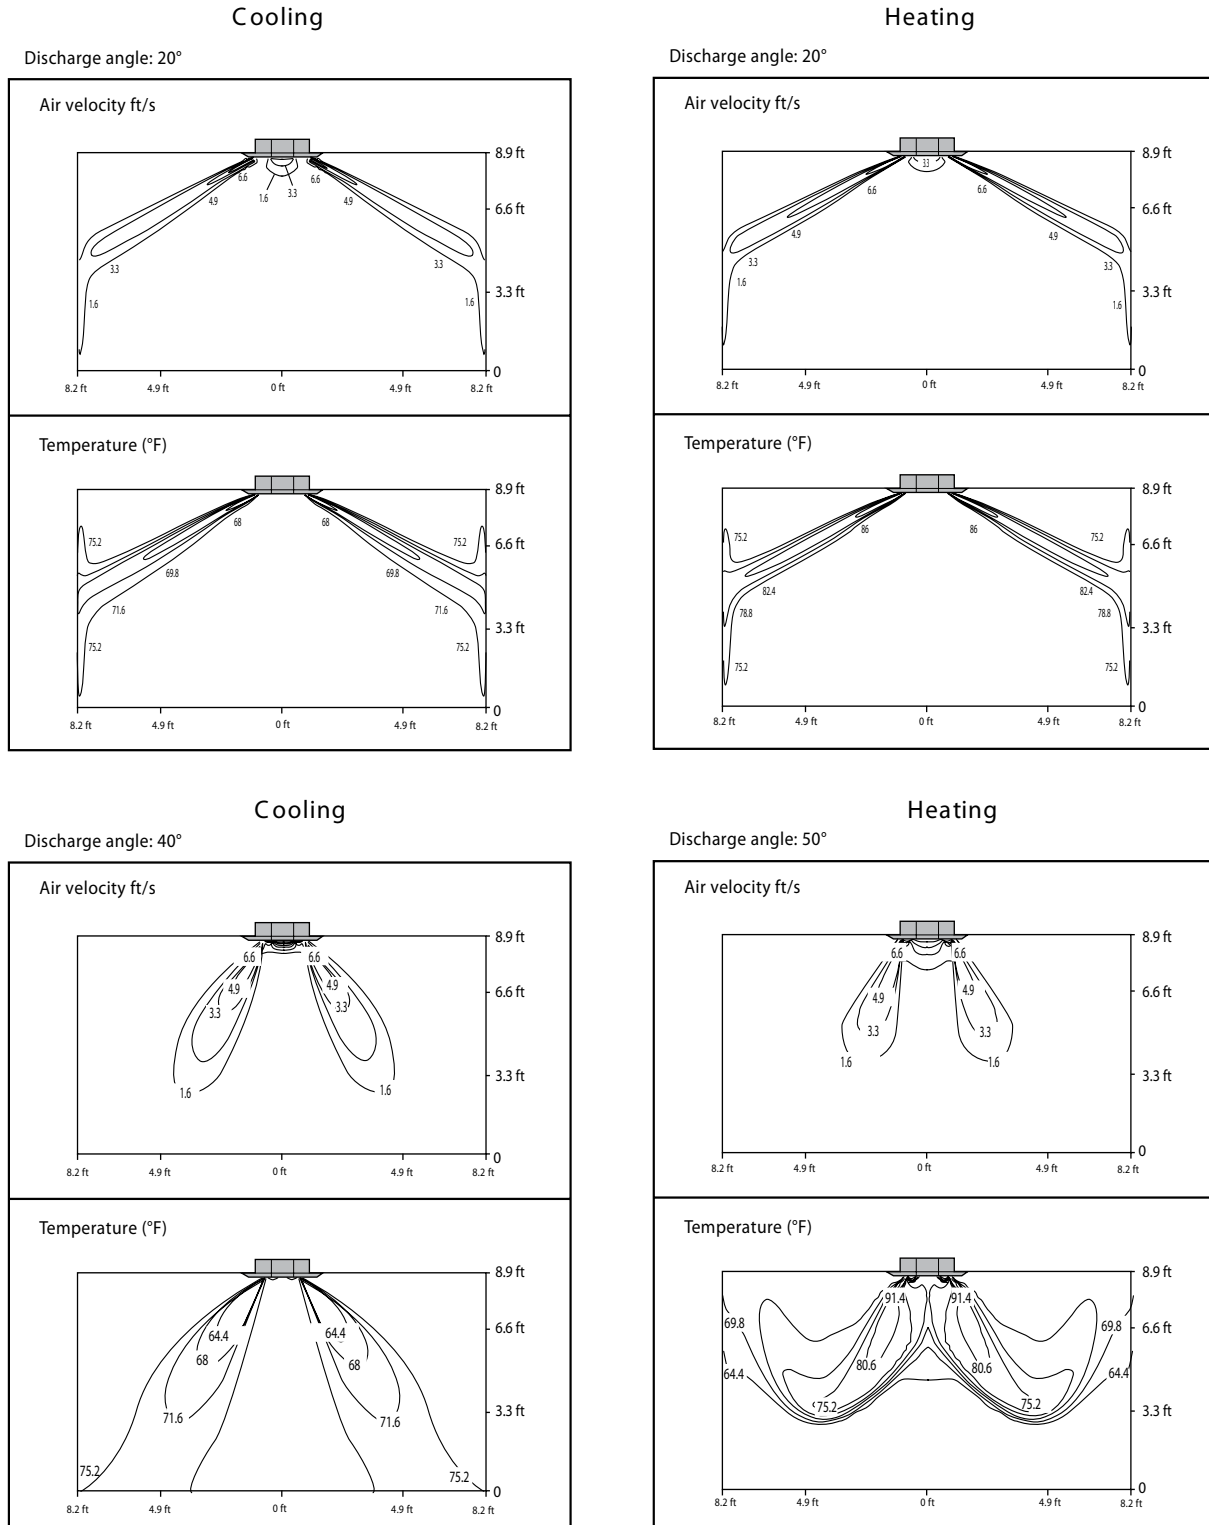 Cooling
Discharge angle: 20°
Air velocity ft/s
8.9 ft
6.6
6.6
1.6
3.3
4.9
4.9
6.6 ft
3.3
3.3
3.3 ft
1.6
1.6
0
8.2 ft 4.9 ft 0 ft 4.9 ft 8.2 ft
Temperature (°F)
8.9 ft
68
68
75.2
75.2
6.6 ft
69.8
69.8
71.6
71.6
3.3 ft
75.2
75.2
0
8.2 ft 4.9 ft 0 ft 4.9 ft 8.2 ft
Heating
Discharge angle: 20°
Air velocity ft/s
8.9 ft
33
6.6
6.6
6.6 ft
4.9
4.9
3.3
3.3
3.3 ft
1.6
1.6
0
8.2 ft 4.9 ft 0 ft 4.9 ft 8.2 ft
Temperature (°F)
8.9 ft
86
86
75.2
75.2
6.6 ft
82.4
82.4
78.8
78.8
3.3 ft
75.2
75.2
0
8.2 ft 4.9 ft 0 ft 4.9 ft 8.2 ft
Cooling
Discharge angle: 40°
Air velocity ft/s
8.9 ft
6.6
6.6
4.9
4.9
6.6 ft
3.3
3.3
3.3 ft
1.6
1.6
0
8.2 ft 4.9 ft 0 ft 4.9 ft 8.2 ft
Temperature (°F)
8.9 ft
64.4
64.4
6.6 ft
68
68
71.6
71.6
3.3 ft
75.2
75.2
0
8.2 ft 4.9 ft 0 ft 4.9 ft 8.2 ft
Heating
Discharge angle: 50°
Air velocity ft/s
8.9 ft
6.6
6.6
4.9
4.9
6.6 ft
3.3
3.3
1.6
1.6
3.3 ft
0
8.2 ft 4.9 ft 0 ft 4.9 ft 8.2 ft
Temperature (°F)
8.9 ft
91.4
91.4
69.8
69.8
6.6 ft
80.6
80.6
64.4
64.4
75.2
75.2
3.3 ft
0
8.2 ft 4.9 ft 0 ft 4.9 ft 8.2 ft